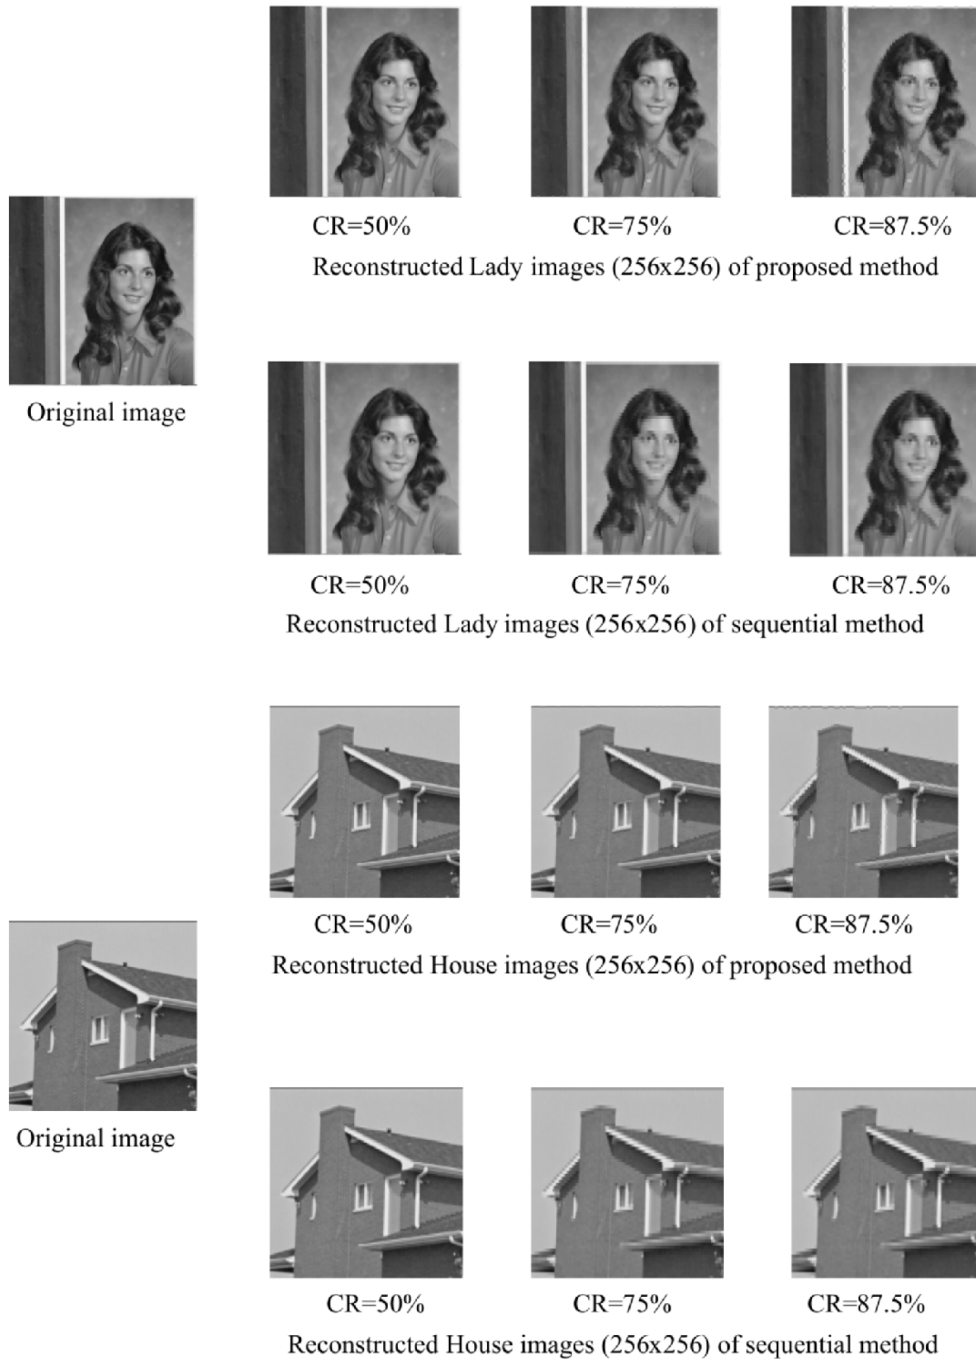 CR=50% CR=75% CR=87.5%
Reconstructed Lady images (256x256) of proposed method
Original image
CR=50% CR=75% CR=87.5%
Reconstructed Lady images (256x256) of sequential method
CR=50% CR=75% CR=87.5%
Reconstructed House images (256x256) of proposed method
Original image
CR=50% CR=75% CR=87.5%
Reconstructed House images (256x256) of sequential method